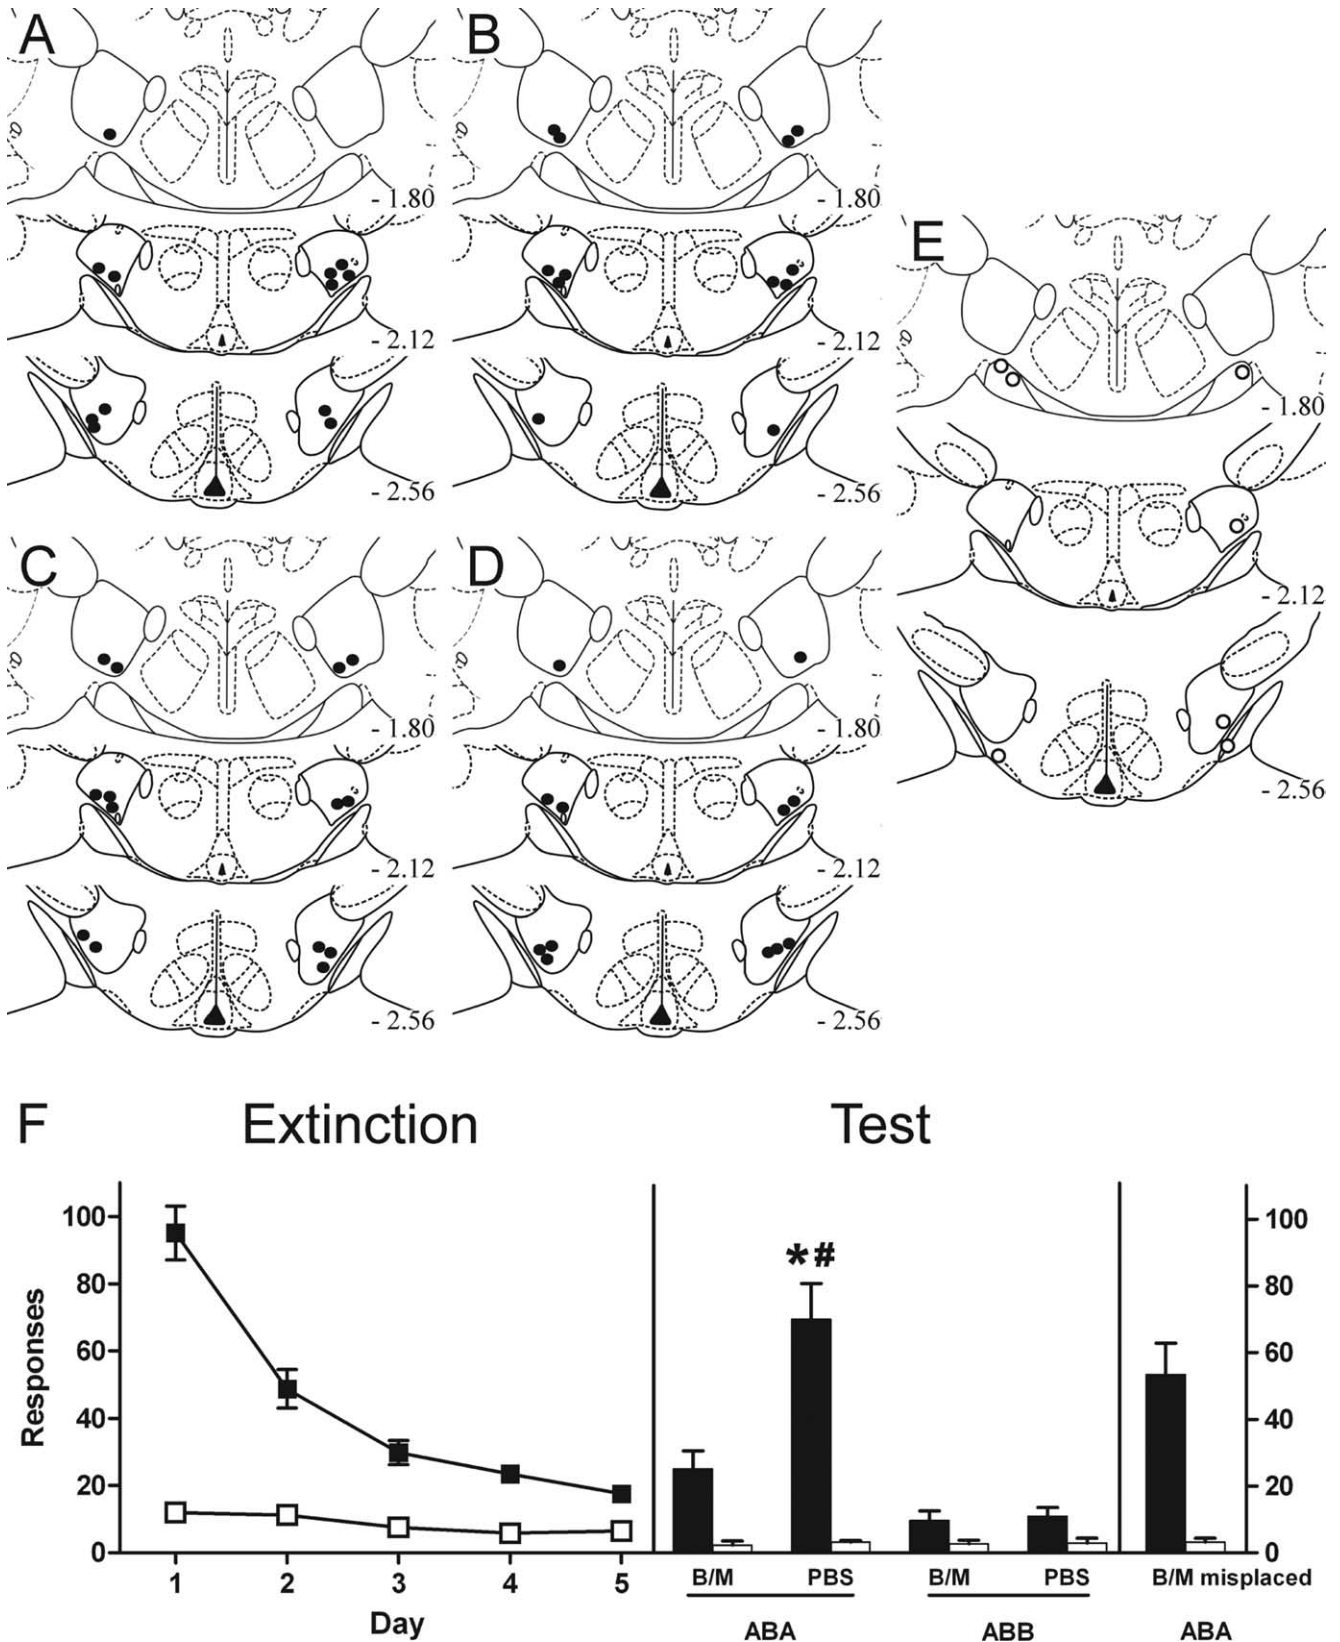 A
- 1.80
- 2.12
- 2.56
B
- 1.80
- 2.12
- 2.56
C
- 1.80
- 2.12
- 2.56
D
- 1.80
- 2.12
- 2.56
E
- 1.80
- 2.12
- 2.56
F
Extinction
Test
Responses
100
80
60
40
20
0
1 2 3 4 5
Day
*#
B/M PBS B/M PBS B/M misplaced
ABA ABB ABA
100
80
60
40
20
0